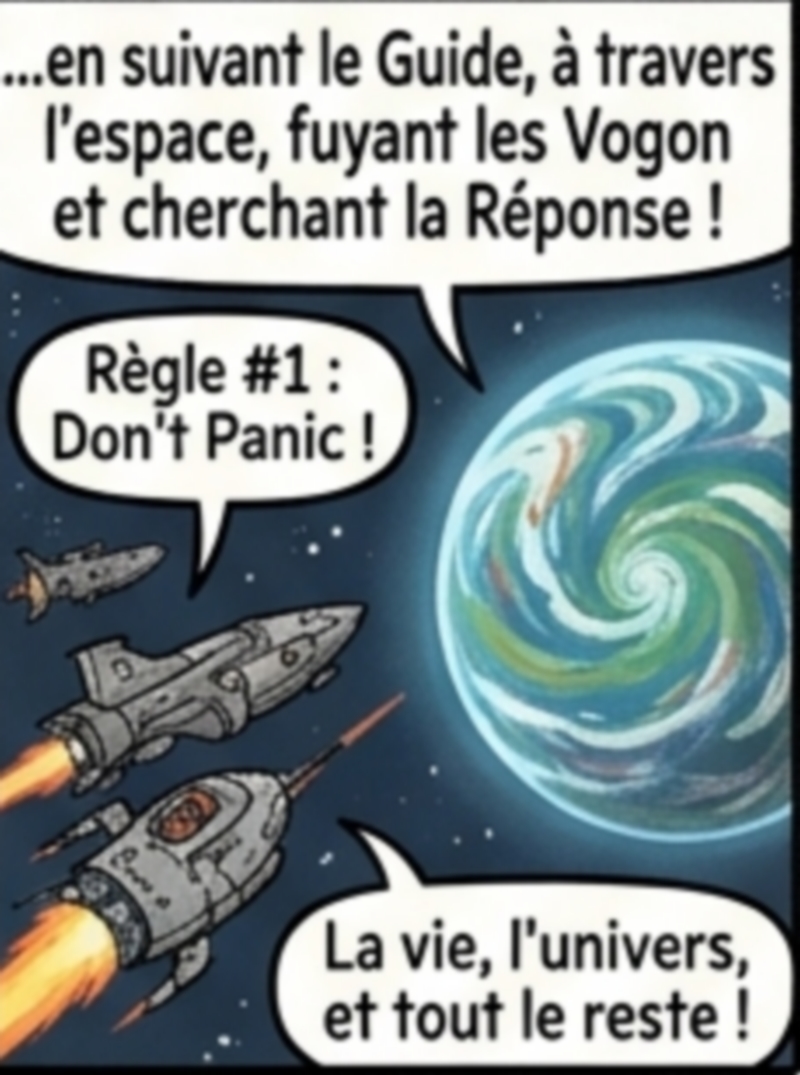 ...en suivant le Guide, à travers
l'espace, fuyant les Vogon
et cherchant la Réponse !
Règle #1 :
Don't Panic !
La vie, l'univers,
et tout le reste !